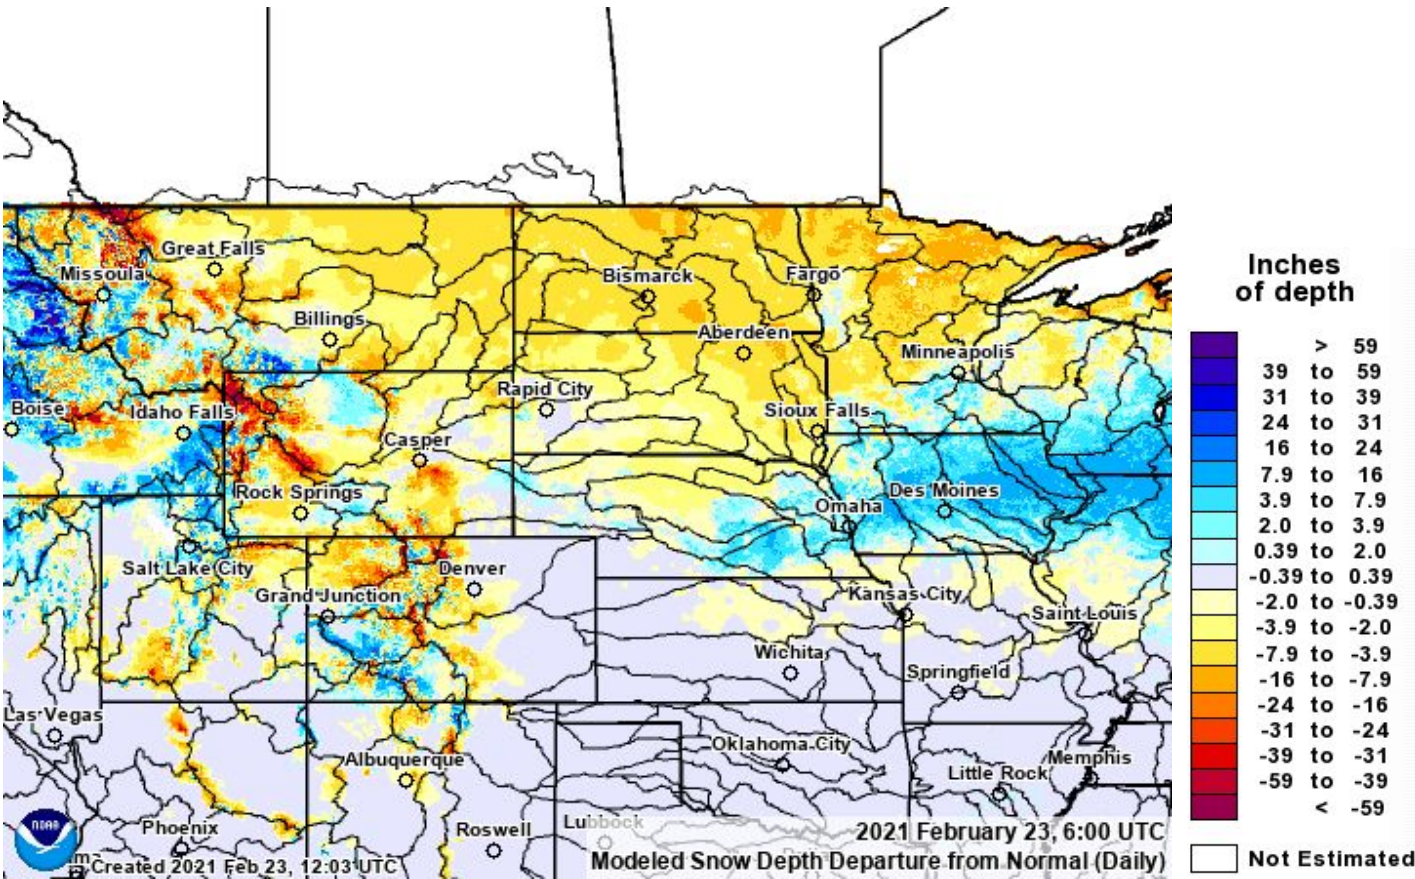 Great Falls
Missoula
Bismarck
Fargo
Billings
Aberdeen
Minneapolis
Rapid City
Boise
Idaho Falls
Sioux Falls
Casper
Rock Springs
Des Moines
Omaha
Salt Lake City
Denver
Grand Junction
Kansas City
Saint Louis
Wichita
Springfield
Las Vegas
Oklahoma City
Albuquerque
Memphis
Little Rock
Phoenix
Roswell
Lubbock
NOAA
Created 2021 Feb 23, 12:03 UTC
2021 February 23, 6:00 UTC
Modeled Snow Depth Departure from Normal (Daily)
Inches
of depth
> 59
39 to 59
31 to 39
24 to 31
16 to 24
7.9 to 16
3.9 to 7.9
2.0 to 3.9
0.39 to 2.0
-0.39 to 0.39
-2.0 to -0.39
-3.9 to -2.0
-7.9 to -3.9
-16 to -7.9
-24 to -16
-31 to -24
-39 to -31
-59 to -39
< -59
Not Estimated